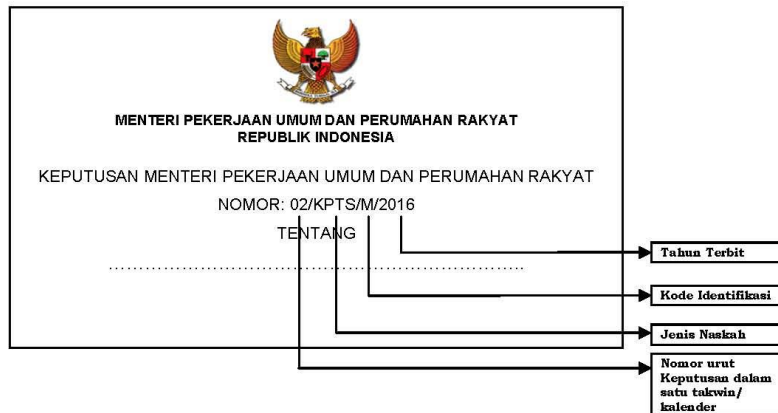 MENTERI PEKERJAAN UMUM DAN PERUMAHAN RAKYAT
REPUBLIK INDONESIA
KEPUTUSAN MENTERI PEKERJAAN UMUM DAN PERUMAHAN RAKYAT
NOMOR: 02/KPTS/M/2016
TENTANG
……………………………………………………………
Tahun Terbit
Kode Identifikasi
Jenis Naskah
Nomor urut
Keputusan dalam
satu takwin/
kalender